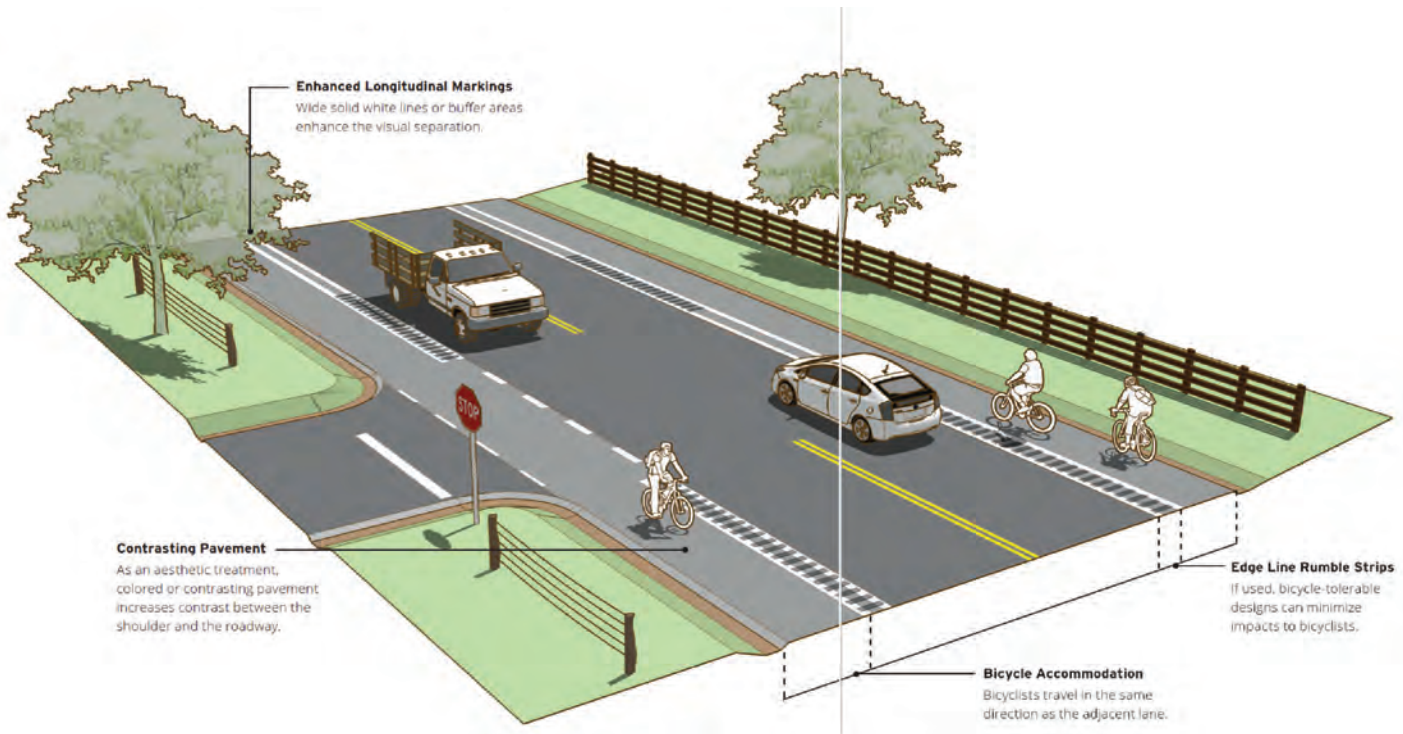 Enhanced Longitudinal Markings
Wide solid white lines or buffer areas
enhance the visual separation.
STOP
Contrasting Pavement
As an aesthetic treatment,
colored or contrasting pavement
increases contrast between the
shoulder and the roadway.
Edge Line Rumble Strips
If used, bicycle-tolerable
designs can minimize
impacts to bicyclists.
Bicycle Accommodation
Bicyclists travel in the same
direction as the adjacent lane.